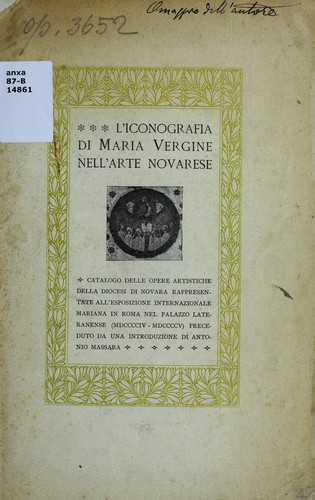 Omaggio dell'autore
op. 3652
anxa
87-B
14861
L'ICONOGRAFIA
DI MARIA VERGINE
NELL'ARTE NOVARESE
CATALOGO DELLE OPERE ARTISTICHE
DELLA DIOCESI DI NOVARA RAPPRESEN-
TATE ALL'ESPOSIZIONE INTERNAZIONALE
MARIANA IN ROMA NEL PALAZZO LATE-
RANENSE (MDCCCCIV - MDCCCCV) PRECE-
DUTO DA UNA INTRODUZIONE DI ANTO-
NIO MASSARA